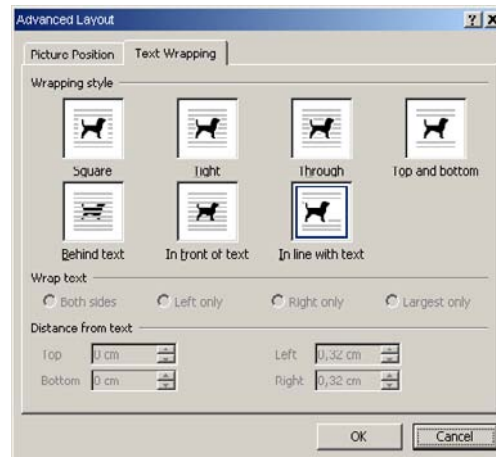 Advanced Layout
Picture Position Text Wrapping
Wrapping style
Square Tight Through Top and bottom
Behind text In front of text In line with text
Wrap text
Both sides Left only Right only Largest only
Distance from text
Top 0 cm Left 0,32 cm
Bottom 0 cm Right 0,32 cm
OK Cancel